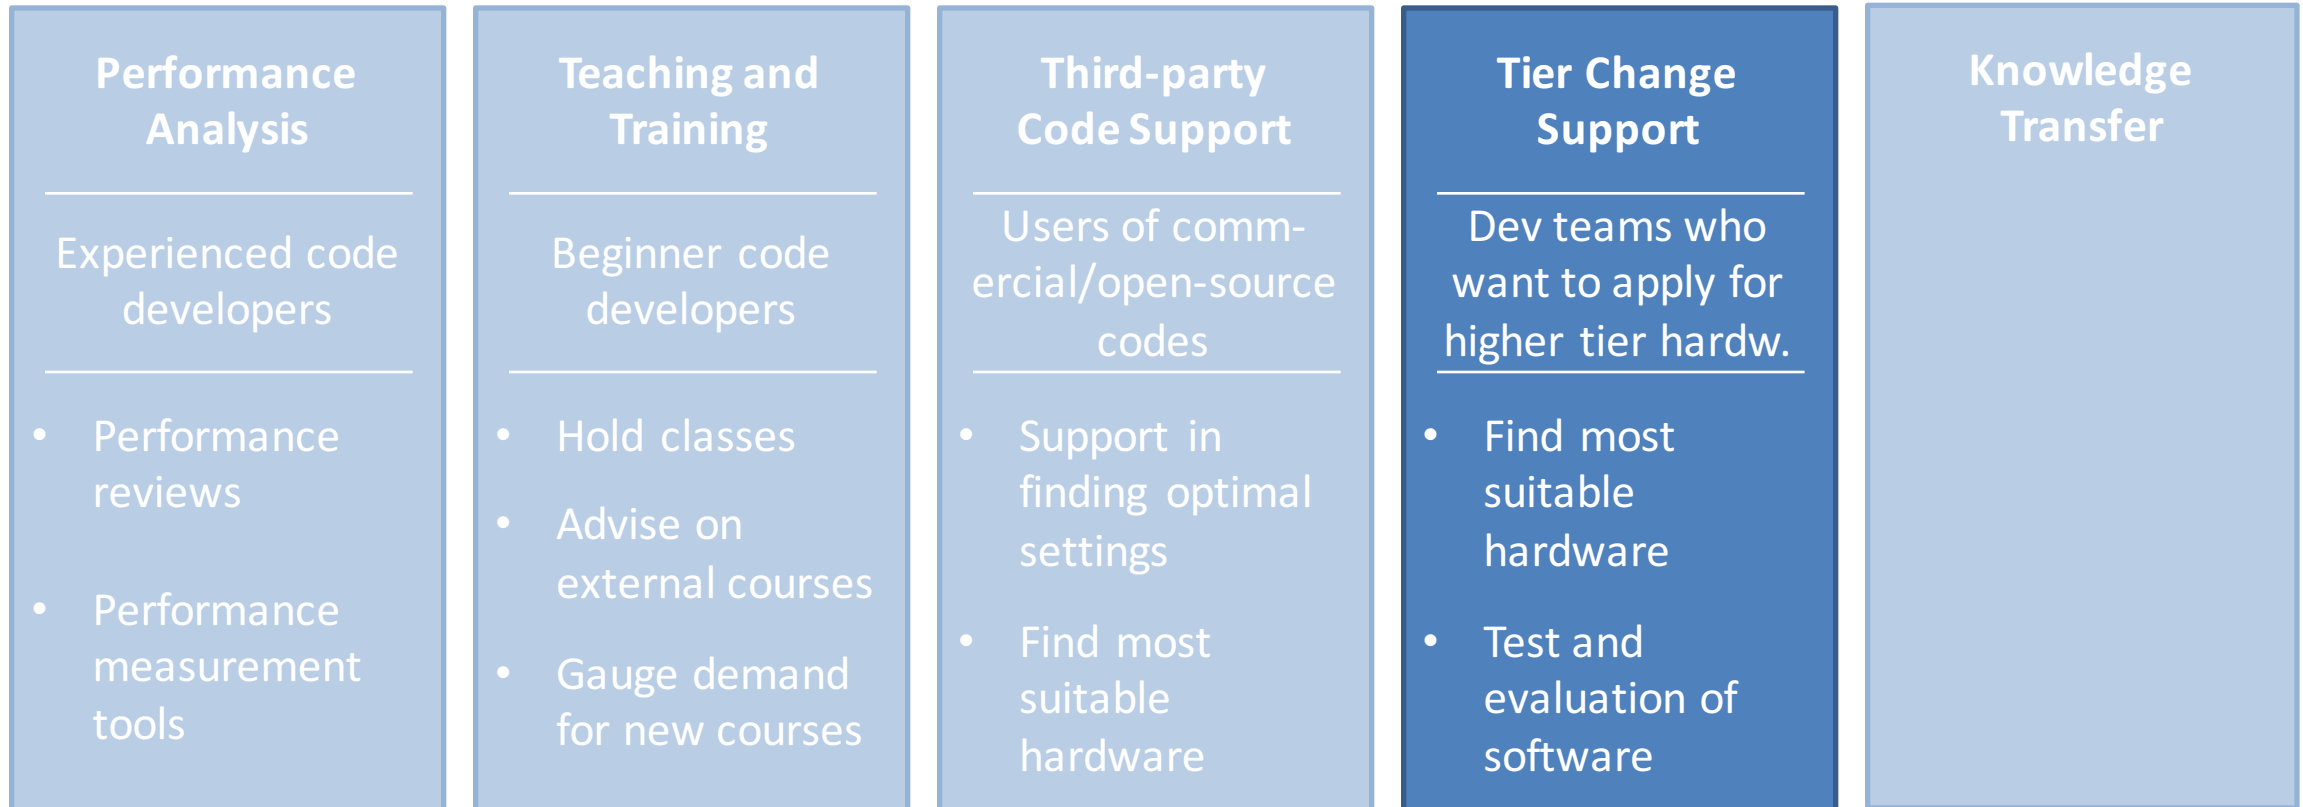 Performance
Analysis
Experienced code
developers
• Performance
reviews
• Performance
measurement
tools
Teaching and
Training
Beginner code
developers
• Hold classes
• Advise on
external courses
• Gauge demand
for new courses
Third-party
Code Support
Users of comm-
ercial/open-source
codes
• Support in
finding optimal
settings
• Find most
suitable
hardware
Tier Change
Support
Dev teams who
want to apply for
higher tier hardw.
• Find most
suitable
hardware
• Test and
evaluation of
software
Knowledge
Transfer